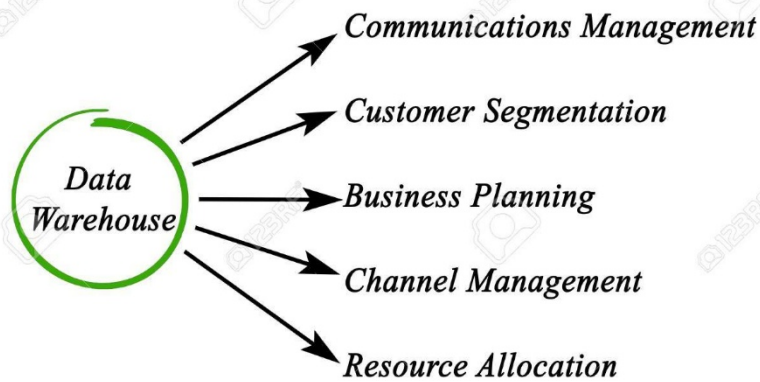 Communications Management
Customer Segmentation
Data
Warehouse
Business Planning
Channel Management
Resource Allocation